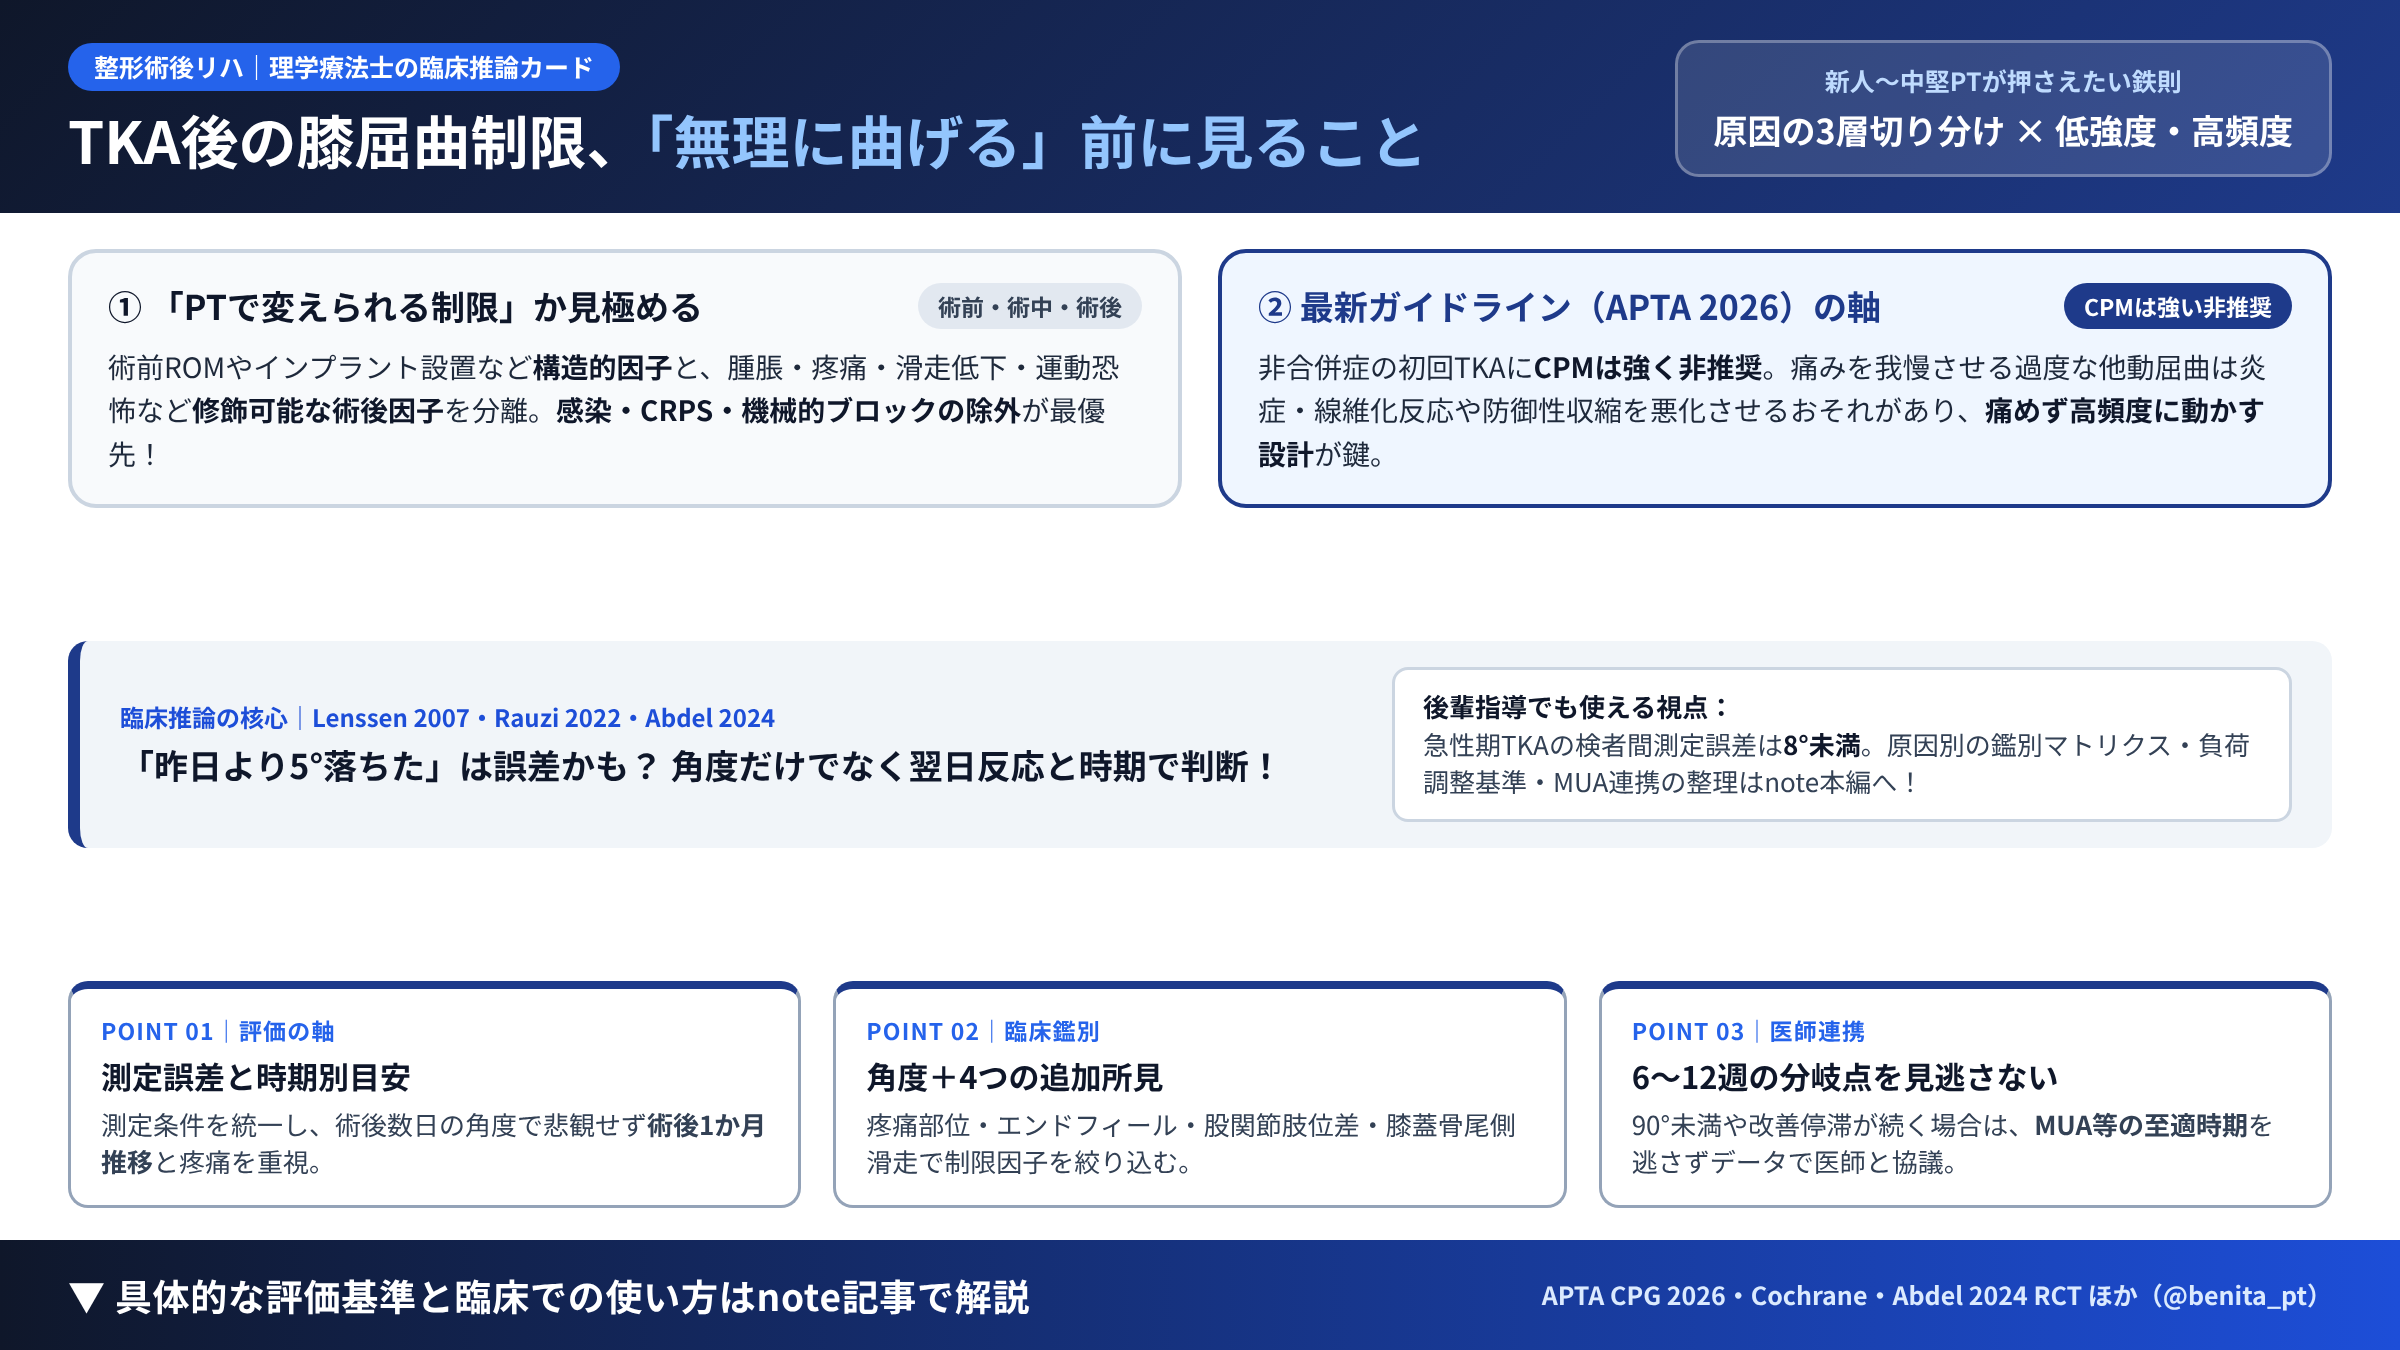 整形術後リハ｜理学療法士の臨床推論カード
TKA後の膝屈曲制限、「無理に曲げる」前に見ること
新人〜中堅PTが押さえたい鉄則
原因の3層切り分け × 低強度・高頻度
① 「PTで変えられる制限」か見極める
術前・術中・術後
術前ROMやインプラント設置など構造的因子と、腫脹・疼痛・滑走低下・運動恐
怖など修飾可能な術後因子を分離。感染・CRPS・機械的ブロックの除外が最優
先！
② 最新ガイドライン（APTA 2026）の軸
CPMは強い非推奨
非合併症の初回TKAにCPMは強く非推奨。痛みを我慢させる過度な他動屈曲は炎
症・線維化反応や防御性収縮を悪化させるおそれがあり、痛めず高頻度に動かす
設計が鍵。
臨床推論の核心｜Lenssen 2007・Rauzi 2022・Abdel 2024
「昨日より5°落ちた」は誤差かも？ 角度だけでなく翌日反応と時期で判断！
後輩指導でも使える視点：
急性期TKAの検者間測定誤差は8°未満。原因別の鑑別マトリクス・負荷
調整基準・MUA連携の整理はnote本編へ！
POINT 01｜評価の軸
測定誤差と時期別目安
測定条件を統一し、術後数日の角度で悲観せず術後1か月
推移と疼痛を重視。
POINT 02｜臨床鑑別
角度＋4つの追加所見
疼痛部位・エンドフィール・股関節肢位差・膝蓋骨尾側
滑走で制限因子を絞り込む。
POINT 03｜医師連携
6〜12週の分岐点を見逃さない
90°未満や改善停滞が続く場合は、MUA等の至適時期を
逃さずデータで医師と協議。
▼ 具体的な評価基準と臨床での使い方はnote記事で解説
APTA CPG 2026・Cochrane・Abdel 2024 RCT ほか（@benita_pt）